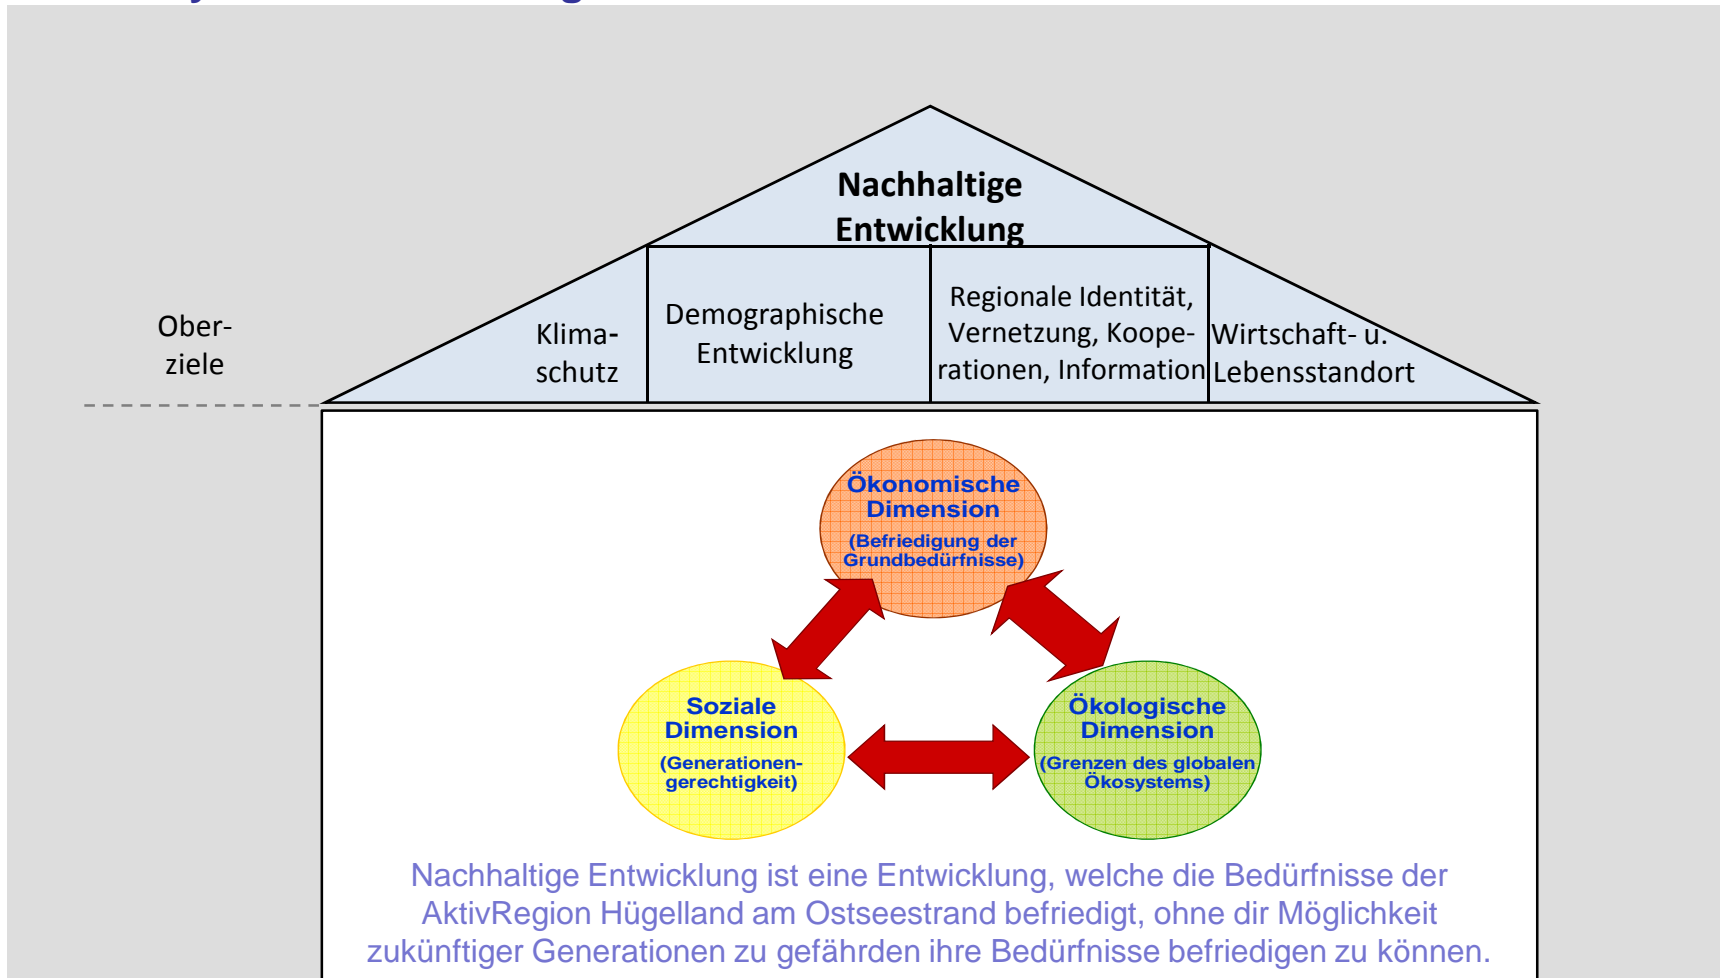 Nachhaltige
Entwicklung
Ober-
ziele
Klima-
schutz
Demographische
Entwicklung
Regionale Identität,
Vernetzung, Koope-
rationen, Information
Wirtschaft- u.
Lebensstandort
Ökonomische
Dimension
(Befriedigung der
Grundbedürfnisse)
Soziale
Dimension
(Generationen-
gerechtigkeit)
Ökologische
Dimension
(Grenzen des globalen
Ökosystems)
Nachhaltige Entwicklung ist eine Entwicklung, welche die Bedürfnisse der
AktivRegion Hügelland am Ostseestrand befriedigt, ohne dir Möglichkeit
zukünftiger Generationen zu gefährden ihre Bedürfnisse befriedigen zu können.